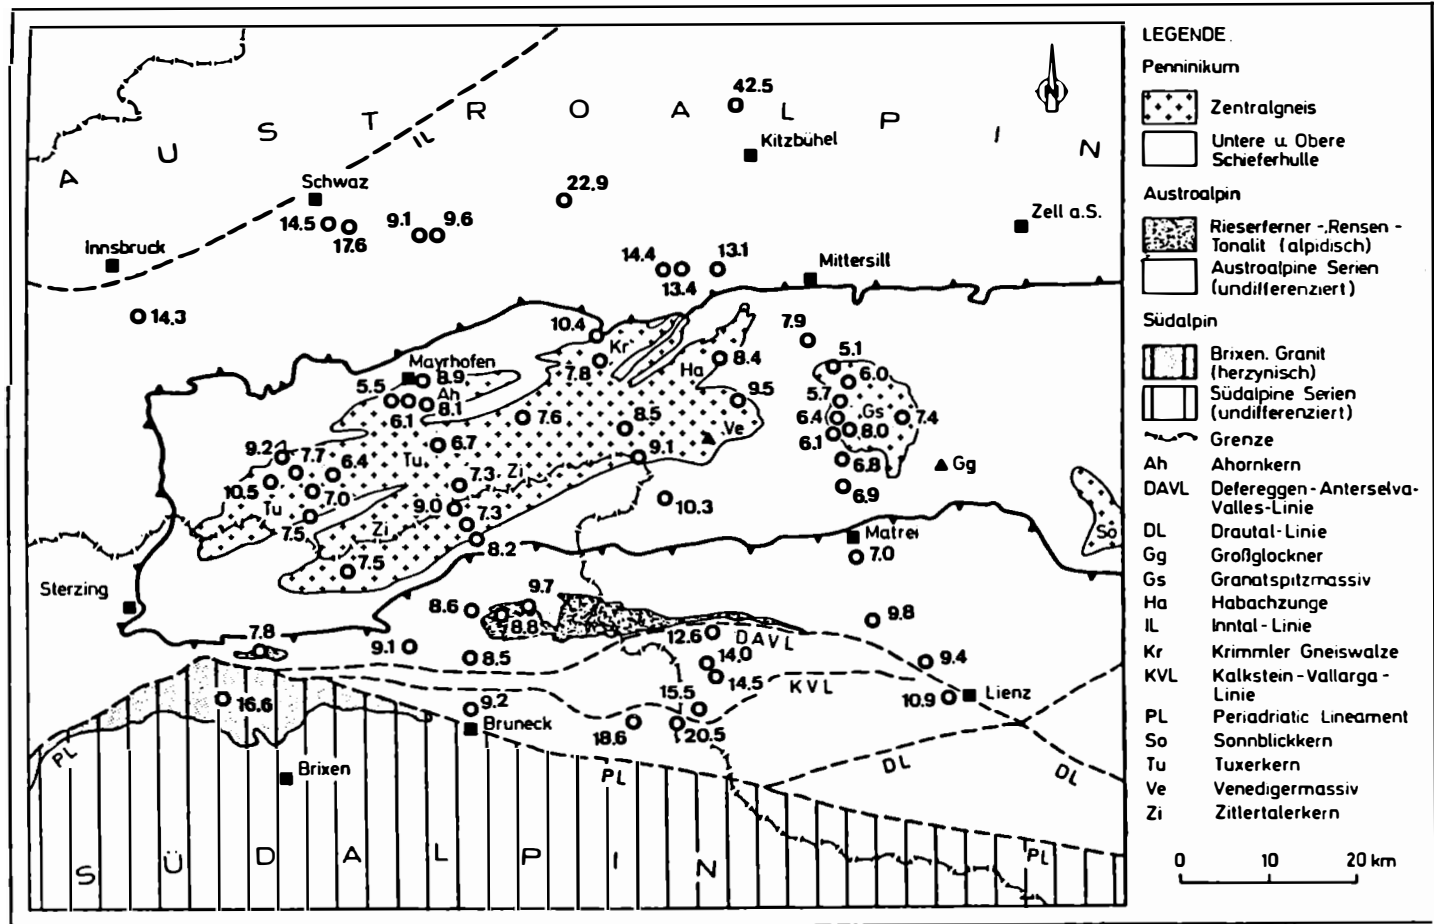 AUSTROALPIN
IL
42.5
Kitzbühel
Schwaz
22.9
14.5
17.6
9.1
9.6
Zell a.S.
Innsbruck
14.4
13.4
13.1
Mittersill
14.3
10.4
Kr
7.8
7.9
Mayrhofen
8.9
5.5
Ah
6.1
8.1
Ha
8.4
9.5
5.1
6.0
5.7
6.4
Gs
7.4
6.1
8.0
7.6
8.5
Ve
9.2
7.7
6.4
6.7
Tu
9.1
6.8
Gg
10.5
7.0
7.3
Zi
6.9
Tu
9.0
7.3
10.3
7.5
Zi
8.2
Matrei
7.0
So
7.5
Sterzing
8.6
9.7
8.8
9.8
7.8
9.1
8.5
12.6
DAVL
14.0
14.5
KVL
9.4
16.6
9.2
15.5
10.9
Lienz
Bruneck
18.6
20.5
PL
Brixen
PL
DL
DL
PL
SÜDALPIN
LEGENDE
Penninikum
Zentralgneis
Untere u. Obere
Schieferhulle
Austroalpin
Rieserferner-,Rensen-
Tonalit (alpidisch)
Austroalpine Serien
(undifferenziert)
Südalpin
Brixen. Granit
(herzynisch)
Südalpine Serien
(undifferenziert)
Grenze
Ah Ahornkern
DAVL Defereggen-Anterselva-
Valles-Linie
DL Drautal-Linie
Gg Großglockner
Gs Granatspitzmassiv
Ha Habachzunge
IL Inntal-Linie
Kr Krimmler Gneiswalze
KVL Kalkstein-Vallarga-
Linie
PL Periadriatic Lineament
So Sonnblickkern
Tu Tuxerkern
Ve Venedigermassiv
Zi Zitlertalerkern
0 10 20 km